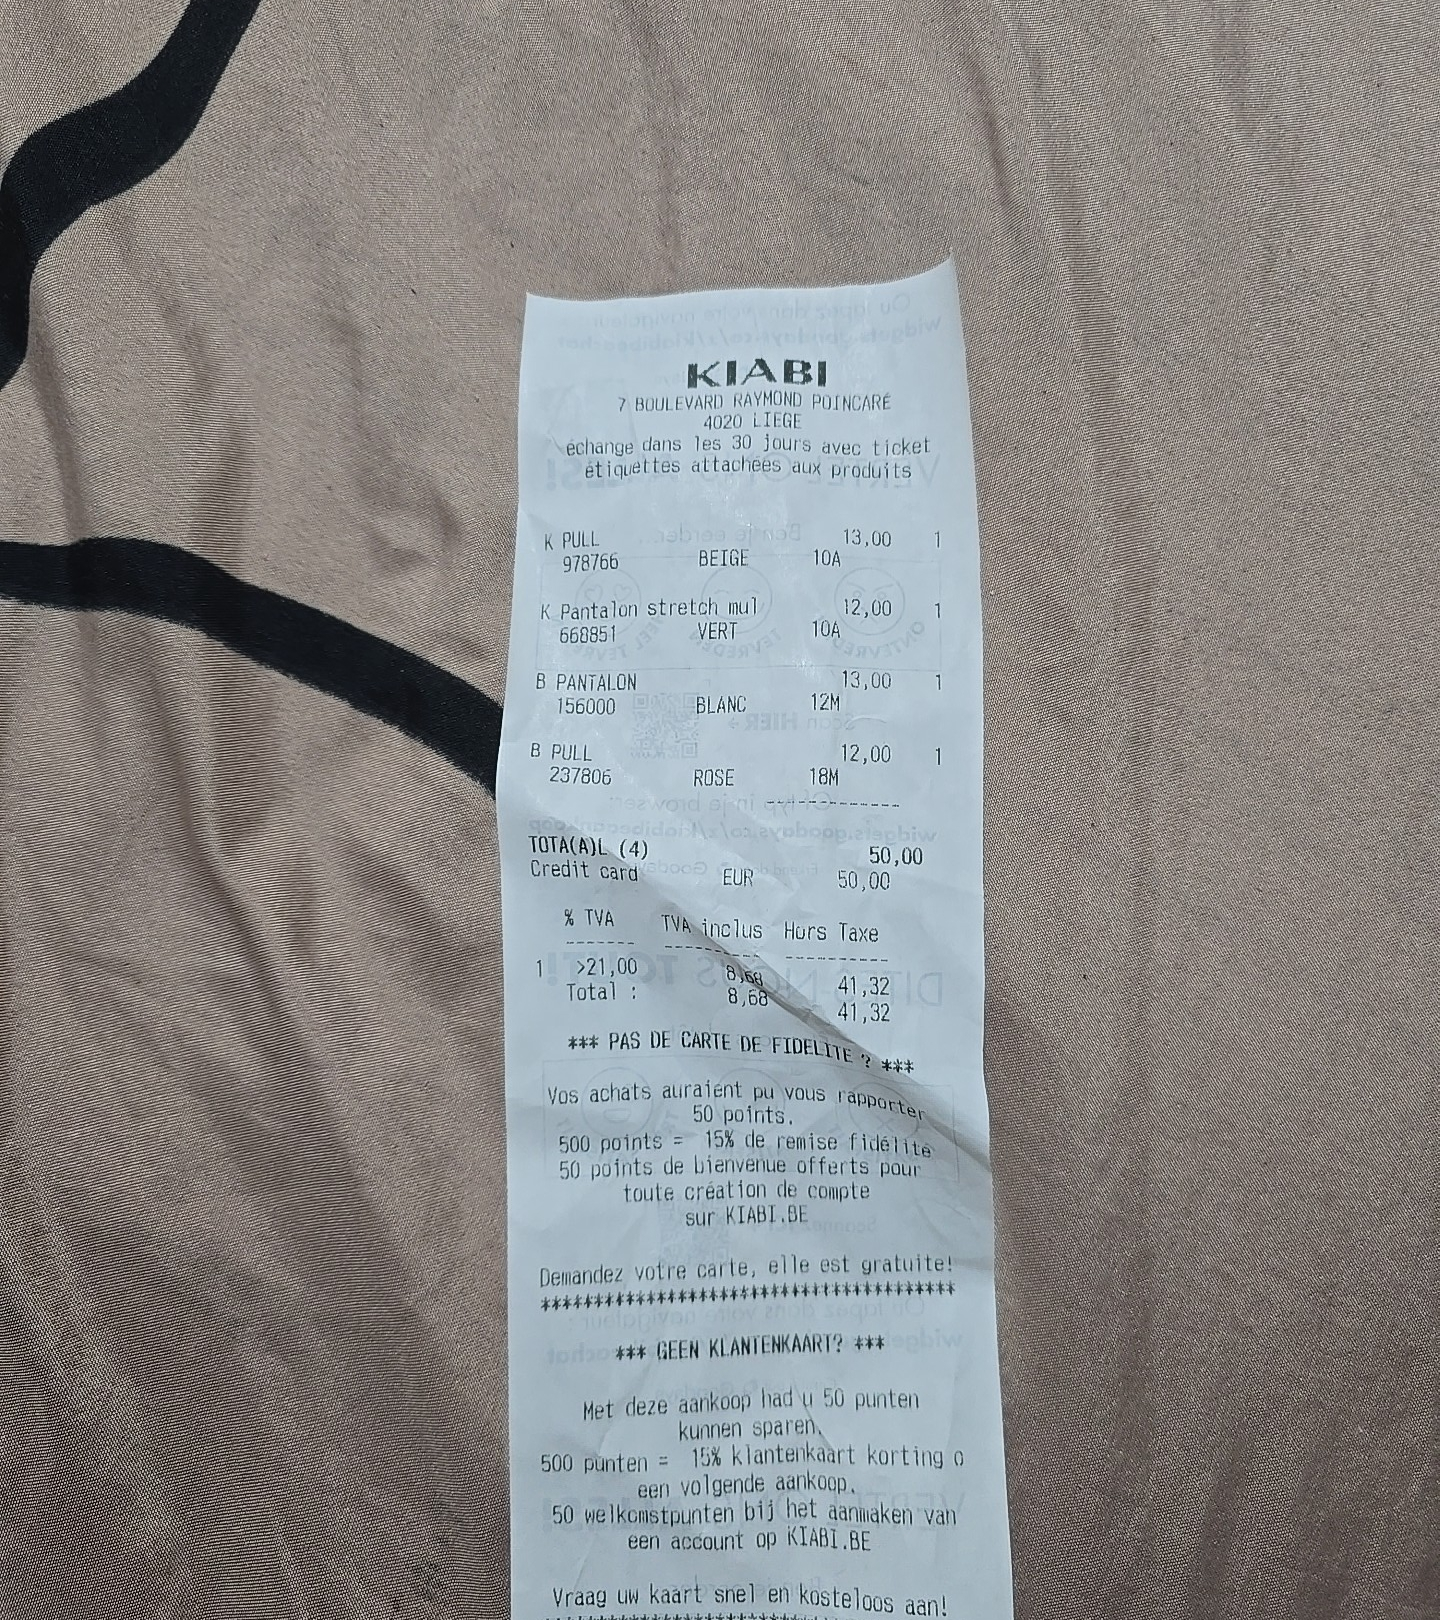 KIABI
7 BOULEVARD RAYMOND POINCARÉ
4020 LIEGE
échange dans les 30 jours avec ticket
étiquettes attachées aux produits
K PULL 13,00 1
978766 BEIGE 10A
K Pantalon stretch mul 12,00 1
668851 VERT 10A
B PANTALON 13,00 1
156000 BLANC 12M
B PULL 12,00 1
237806 ROSE 18M
------------
TOTA(A)L (4) 50,00
Credit card EUR 50,00
% TVA TVA inclus Hors Taxe
------- ---------- ----------
1 >21,00 8,68 41,32
Total : 8,68 41,32
*** PAS DE CARTE DE FIDELITE ? ***
Vos achats auraient pu vous rapporter
50 points.
500 points = 15% de remise fidélité
50 points de bienvenue offerts pour
toute création de compte
sur KIABI.BE
Demandez votre carte, elle est gratuite!
****************************************
*** GEEN KLANTENKAART? ***
Met deze aankoop had u 50 punten
kunnen sparen.
500 punten = 15% klantenkaart korting o
een volgende aankoop.
50 welkomstpunten bij het aanmaken van
een account op KIABI.BE
Vraag uw kaart snel en kosteloos aan!